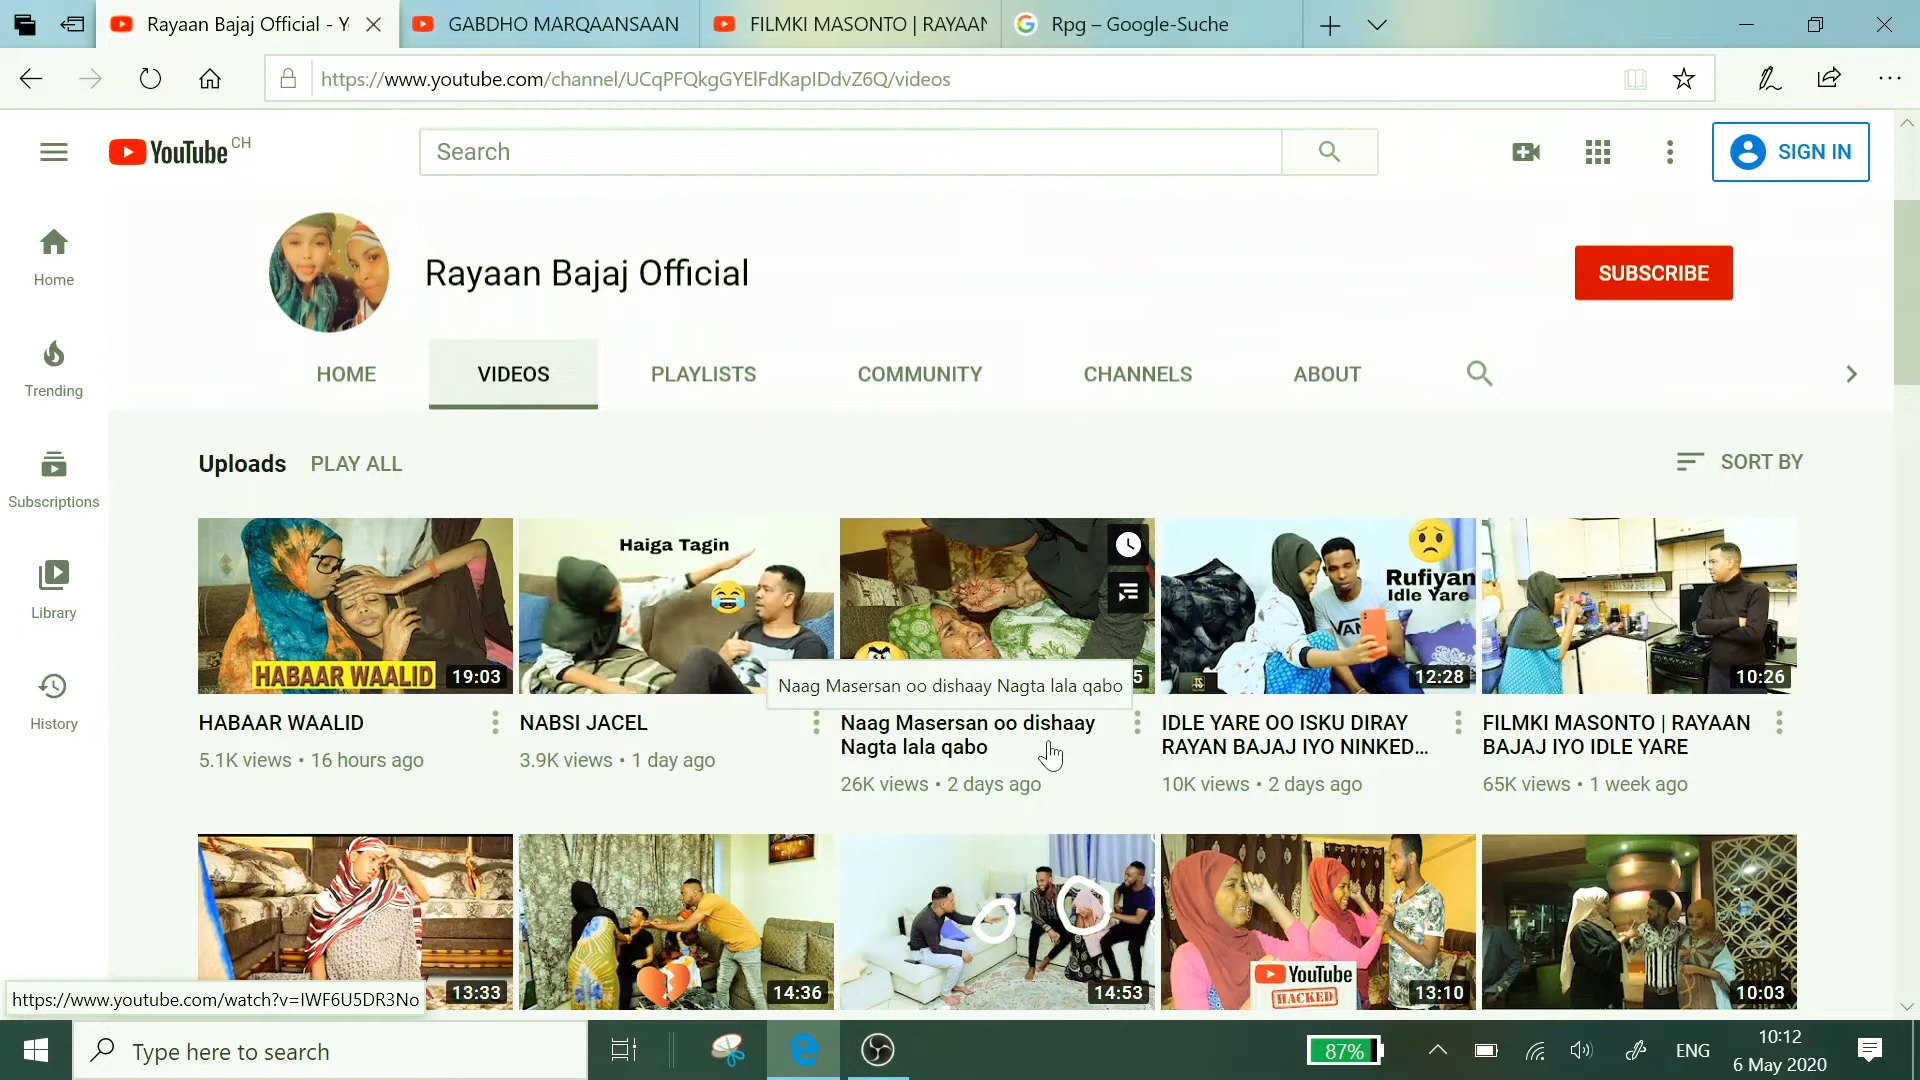 Rayaan Bajaj Official - Y
GABDHO MARQAANSAAN
FILMKI MASONTO | RAYAAN
Rpg – Google-Suche
https://www.youtube.com/channel/UCqPFQkgGYElFdKapIDdvZ6Q/videos
YouTube CH
Search
SIGN IN
Home
Trending
Subscriptions
Library
History
Rayaan Bajaj Official
SUBSCRIBE
HOME
VIDEOS
PLAYLISTS
COMMUNITY
CHANNELS
ABOUT
Uploads
PLAY ALL
SORT BY
HABAAR WAALID
19:03
Haiga Tagin
5
Naag Masersan oo dishaay Nagta lala qabo
Rufiyan
Idle Yare
VAN
TS
12:28
10:26
HABAAR WAALID
5.1K views • 16 hours ago
NABSI JACEL
3.9K views • 1 day ago
Naag Masersan oo dishaay
Nagta lala qabo
26K views • 2 days ago
IDLE YARE OO ISKU DIRAY
RAYAN BAJAJ IYO NINKED...
10K views • 2 days ago
FILMKI MASONTO | RAYAAN
BAJAJ IYO IDLE YARE
65K views • 1 week ago
13:33
14:36
14:53
YouTube
HACKED
13:10
10:03
https://www.youtube.com/watch?v=IWF6U5DR3No
Type here to search
87%
ENG
10:12
6 May 2020